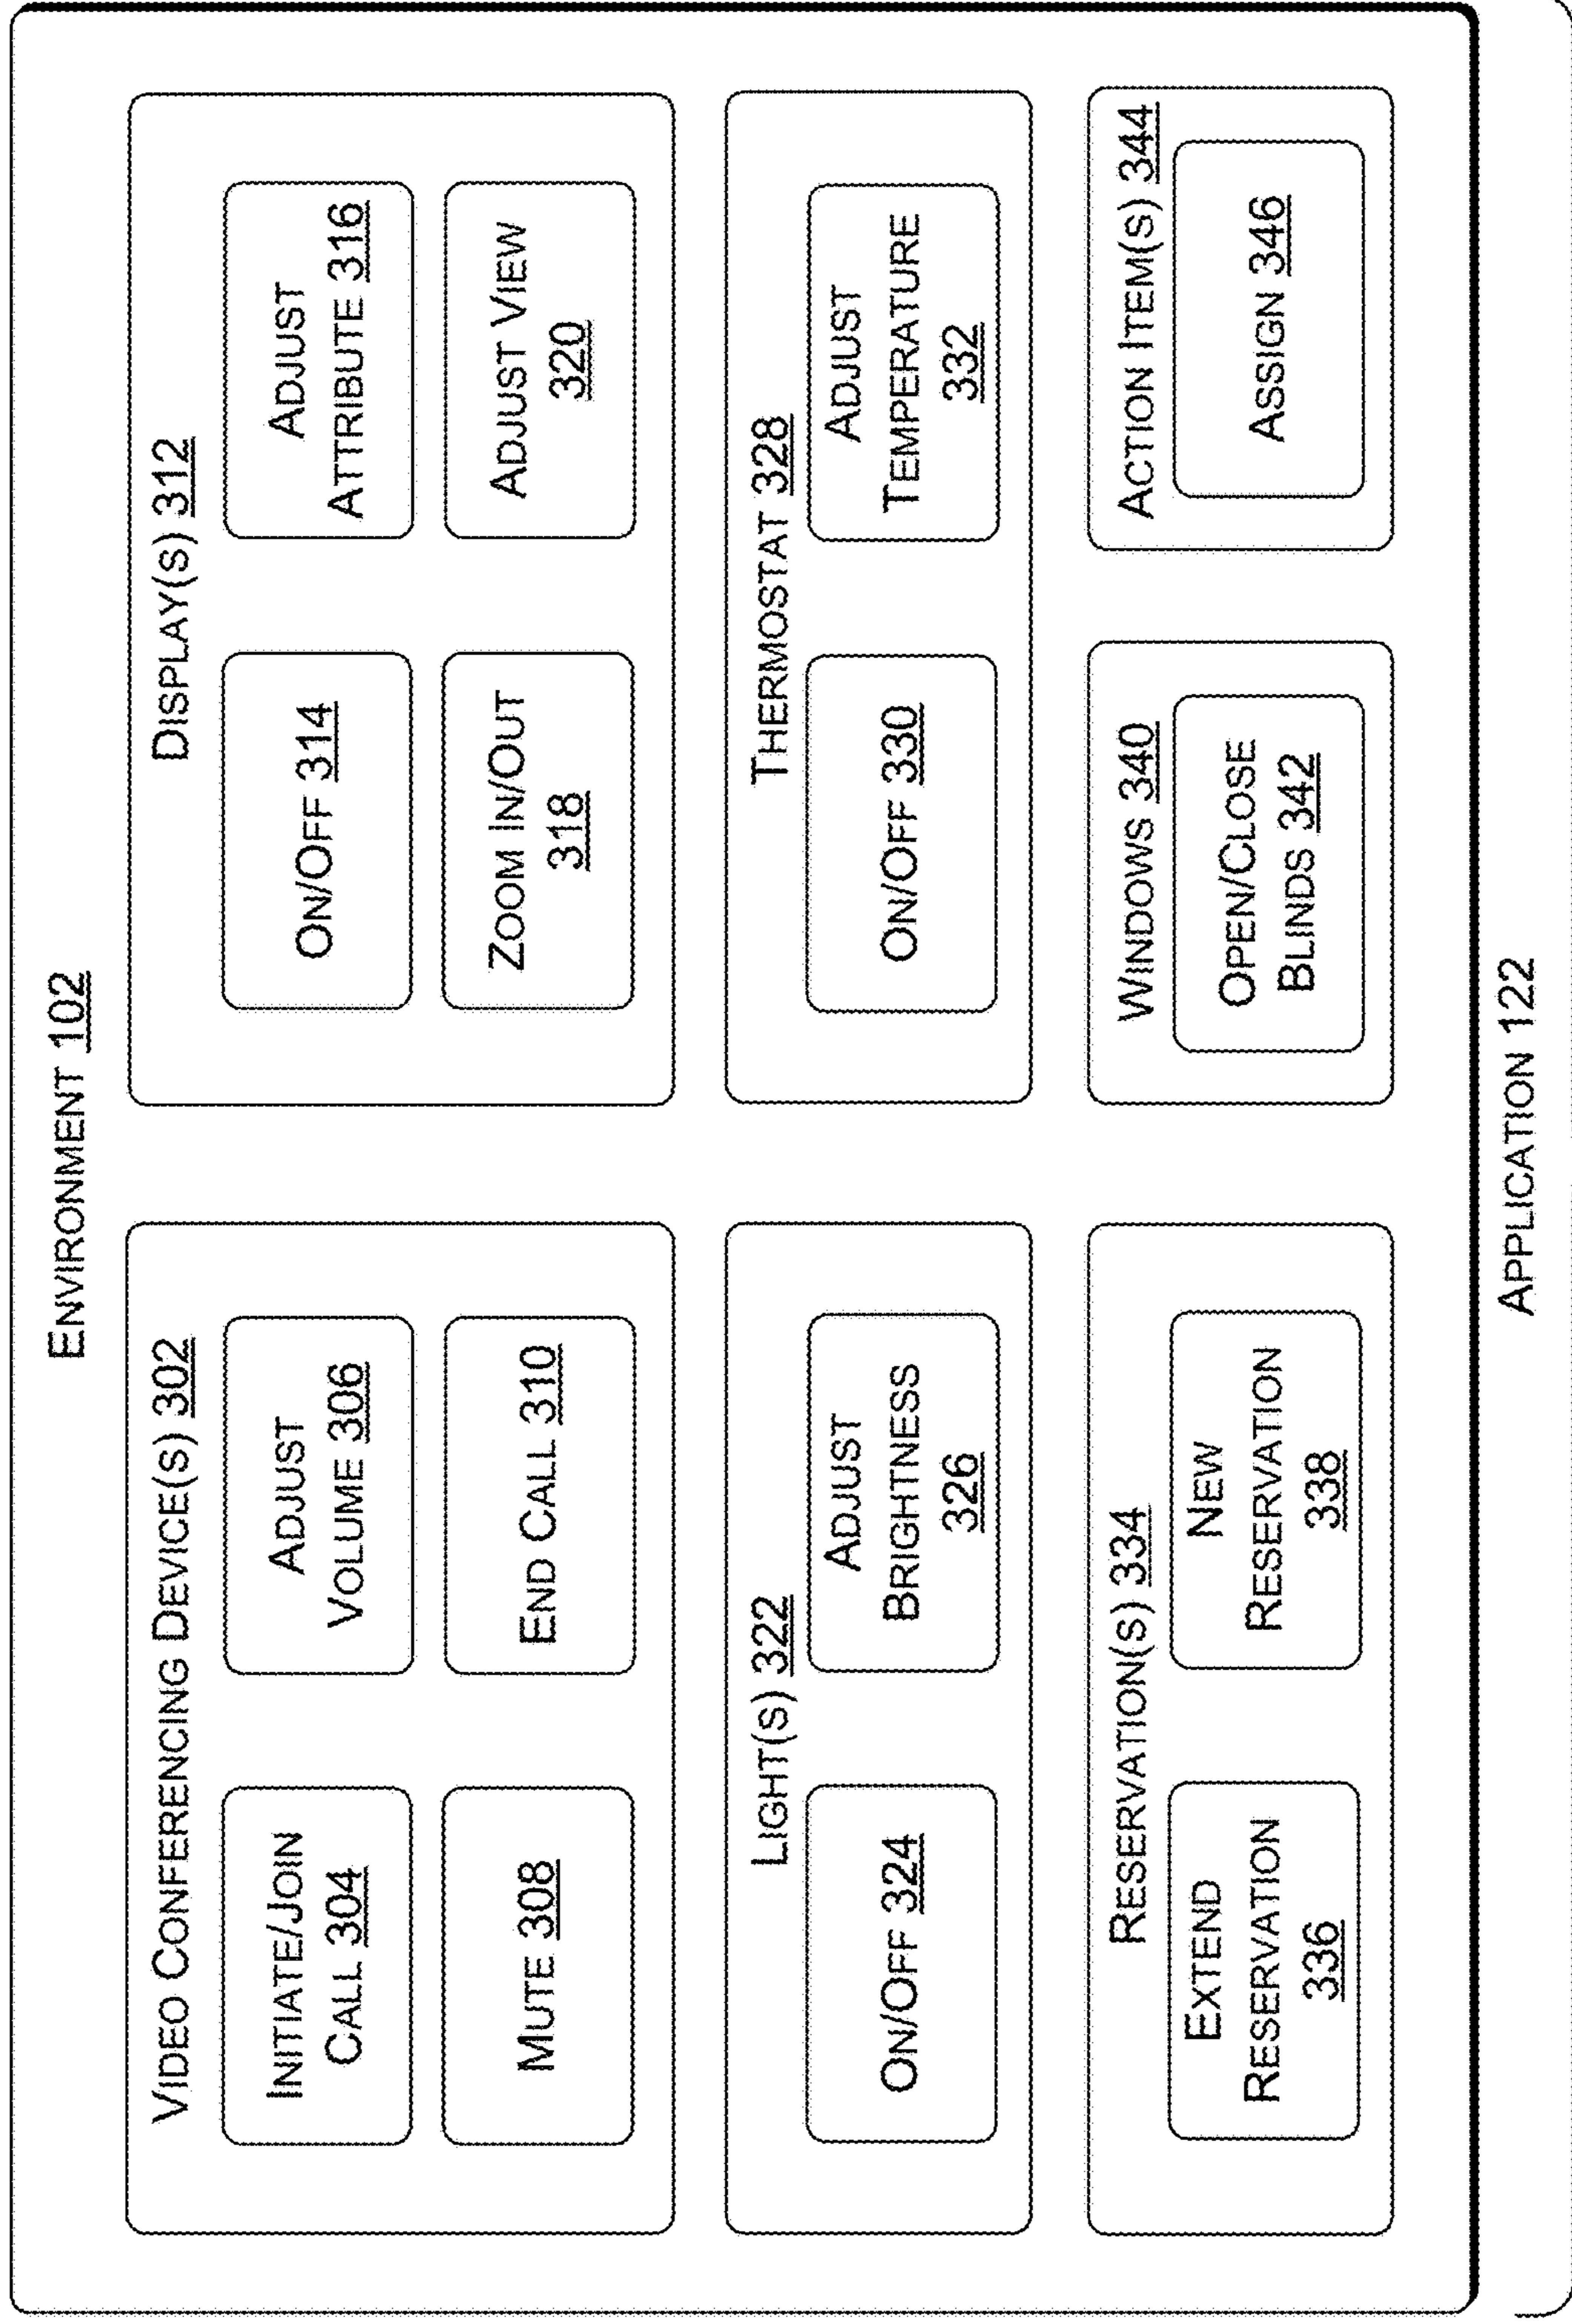 ENVIRONMENT 102
VIDEO CONFERENCING DEVICE(S) 302
INITIATE/JOIN
CALL 304
ADJUST
VOLUME 306
MUTE 308
END CALL 310
DISPLAY(S) 312
ON/OFF 314
ADJUST
ATTRIBUTE 316
ZOOM IN/OUT
318
ADJUST VIEW
320
LIGHT(S) 322
ON/OFF 324
ADJUST
BRIGHTNESS
326
THERMOSTAT 328
ON/OFF 330
ADJUST
TEMPERATURE
332
RESERVATION(S) 334
EXTEND
RESERVATION
336
NEW
RESERVATION
338
WINDOWS 340
OPEN/CLOSE
BLINDS 342
ACTION ITEM(S) 344
ASSIGN 346
APPLICATION 122